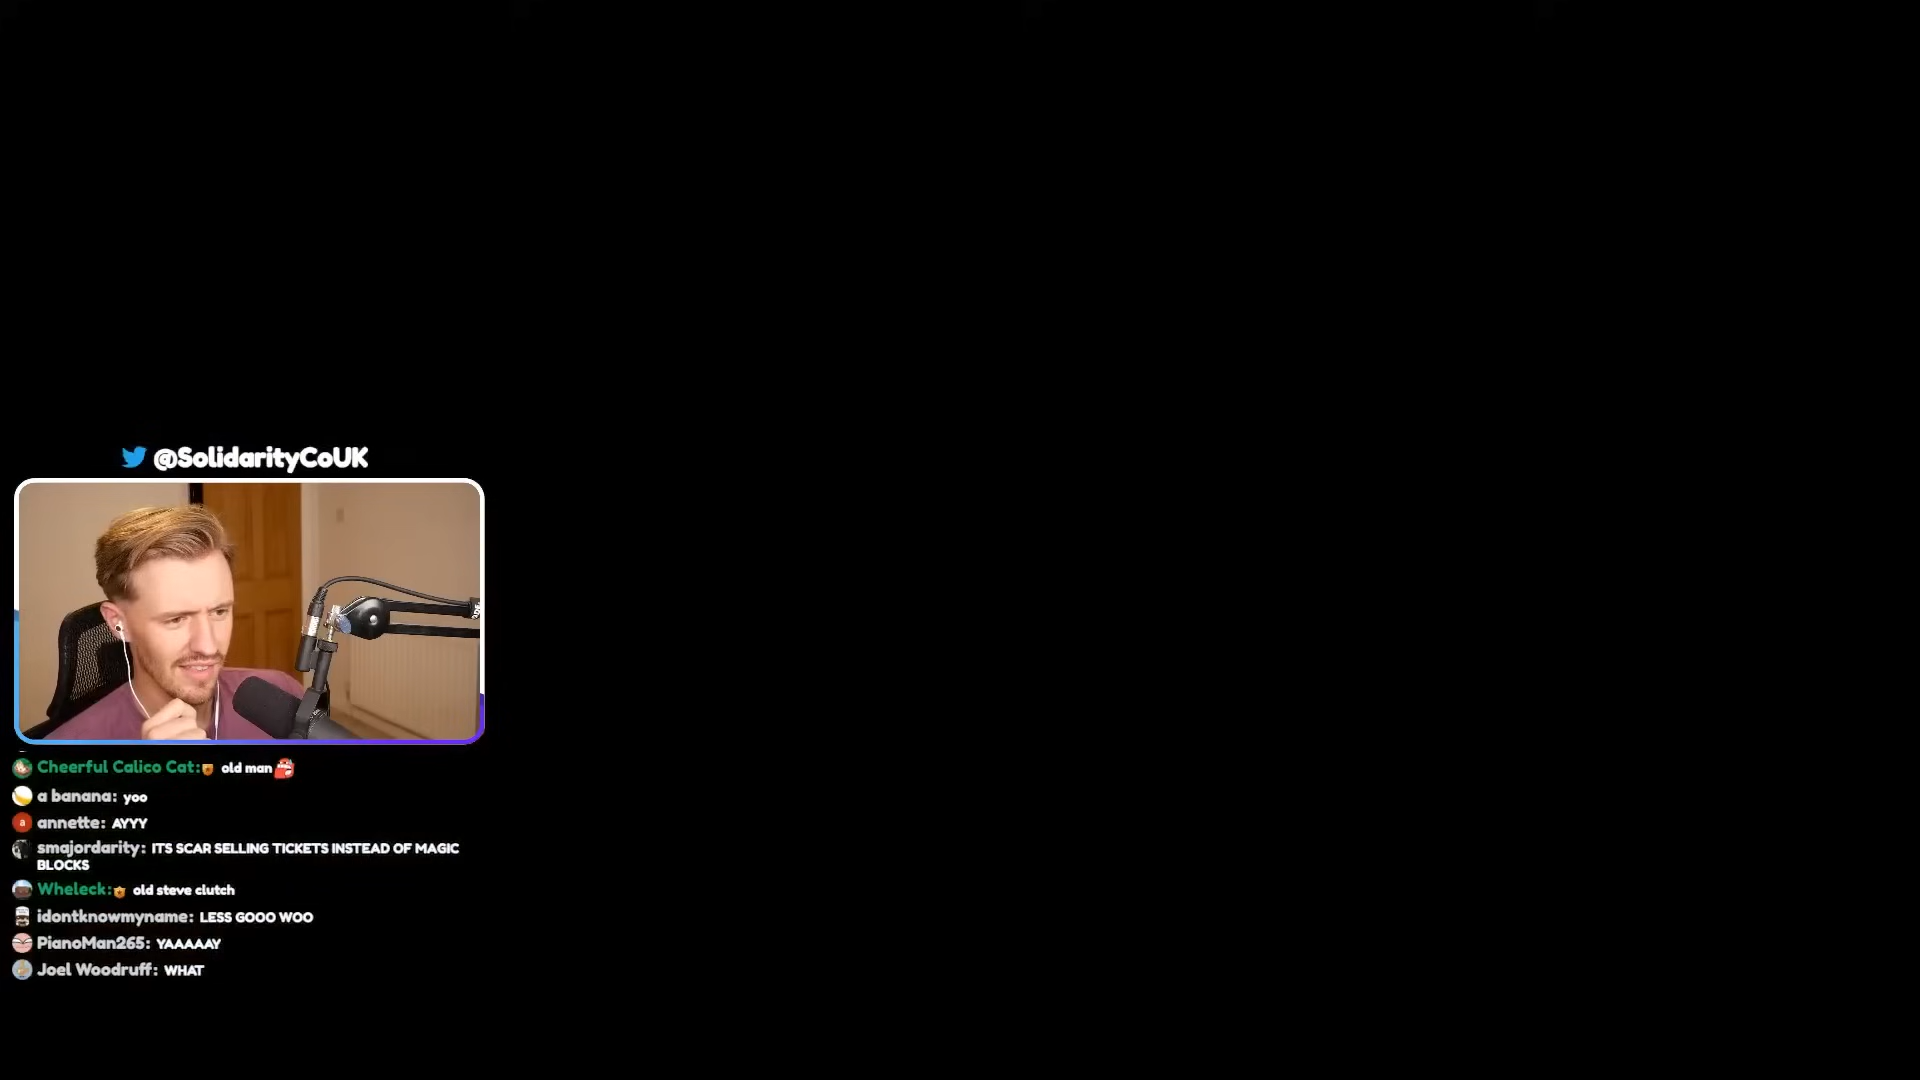 @SolidarityCoUK
Cheerful Calico Cat: old man
a banana: yoo
annette: AYYY
smajordarity: ITS SCAR SELLING TICKETS INSTEAD OF MAGIC
BLOCKS
Wheleck: old steve clutch
idontknowmyname: LESS GOOO WOO
PianoMan265: YAAAAAY
Joel Woodruff: WHAT